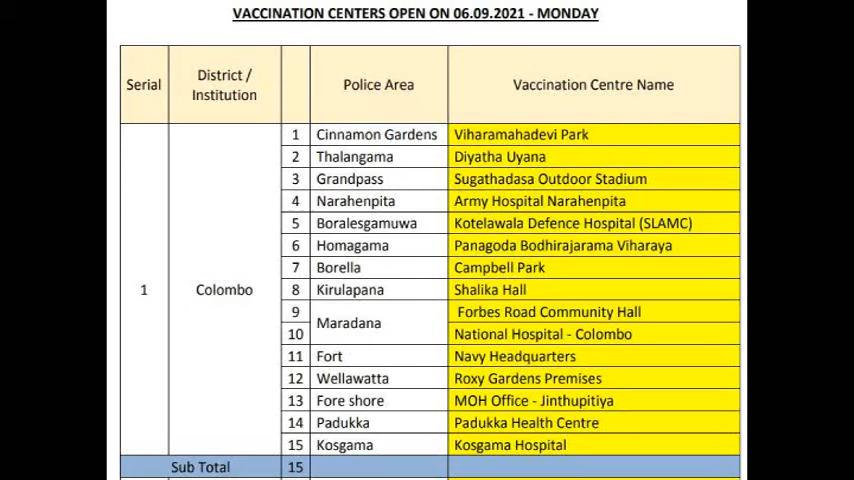 VACCINATION CENTERS OPEN ON 06.09.2021 - MONDAY
Serial District / Institution Police Area Vaccination Centre Name
1 Colombo
1 Cinnamon Gardens Viharamahadevi Park
2 Thalangama Diyatha Uyana
3 Grandpass Sugathadasa Outdoor Stadium
4 Narahenpita Army Hospital Narahenpita
5 Boralesgamuwa Kotelawala Defence Hospital (SLAMC)
6 Homagama Panagoda Bodhirajarama Viharaya
7 Borella Campbell Park
8 Kirulapana Shalika Hall
9 Maradana Forbes Road Community Hall
10 National Hospital - Colombo
11 Fort Navy Headquarters
12 Wellawatta Roxy Gardens Premises
13 Fore shore MOH Office - Jinthupitiya
14 Padukka Padukka Health Centre
15 Kosgama Kosgama Hospital
Sub Total 15